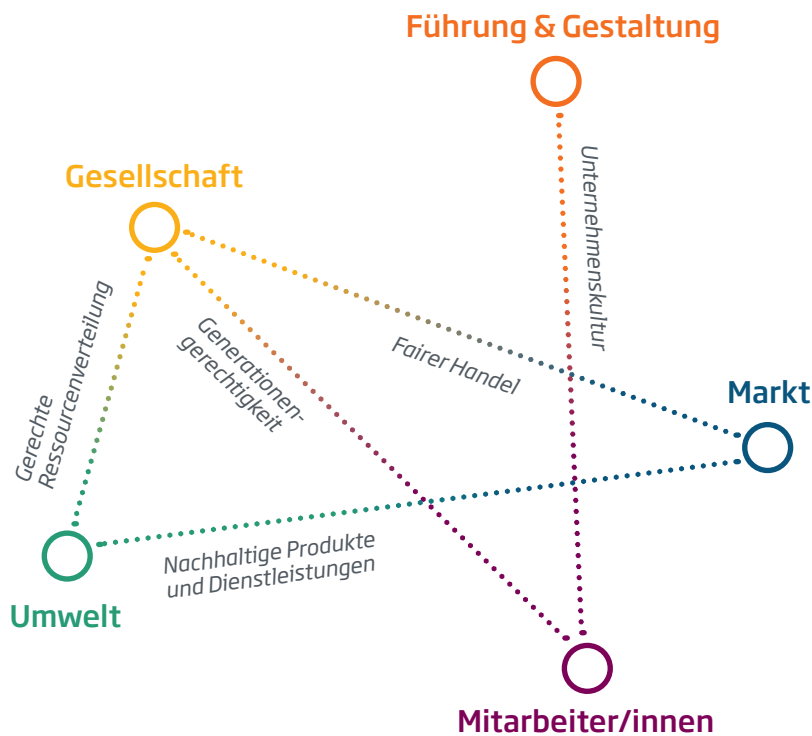 Führung & Gestaltung
Unternehmenskultur
Gesellschaft
Gerechte
Ressourcenverteilung
Generationen-
gerechtigkeit
Fairer Handel
Markt
Nachhaltige Produkte
und Dienstleistungen
Umwelt
Mitarbeiter/innen